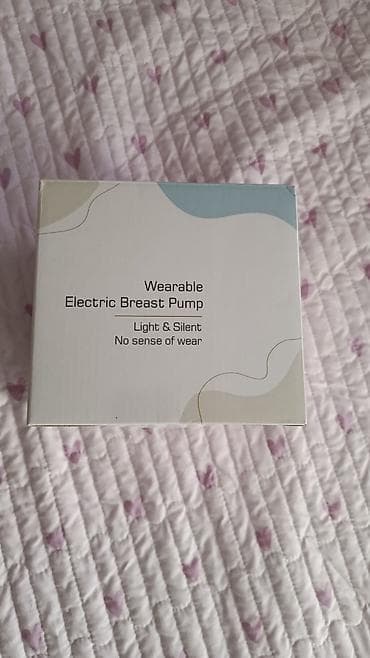 Wearable
Electric Breast Pump
Light & Silent
No sense of wear